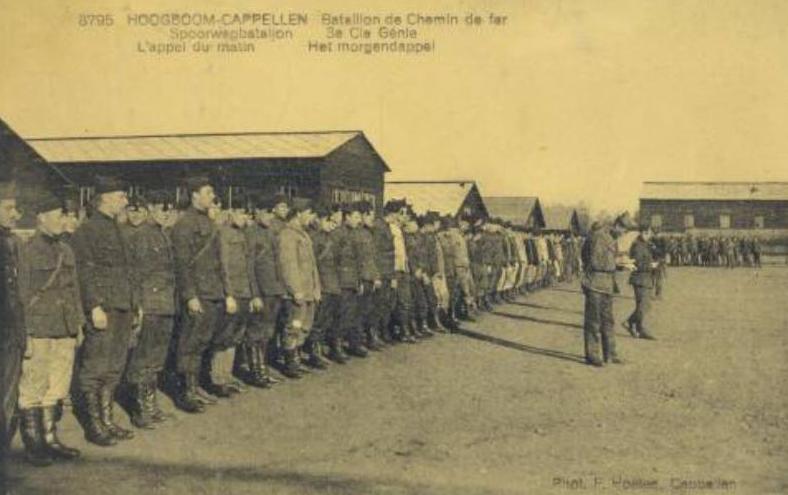 8795 HOOGBOOM-CAPPELLEN Bataillon de Chemin de fer
Spoorwegbataljon 3e Cie Génie
L'appel du matin Het morgendappel
Phot. F. Hoelen, Cappellen